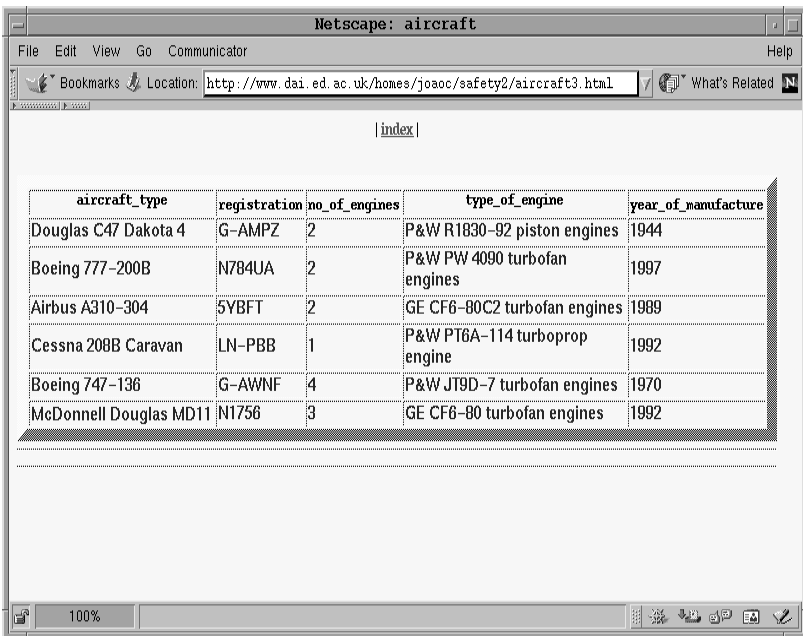 Netscape: aircraft
File Edit View Go Communicator Help
Bookmarks Location: http://www.dai.ed.ac.uk/homes/joaoc/safety2/aircraft3.html What's Related N
| index |
aircraft_type registration no_of_engines type_of_engine year_of_manufacture
Douglas C47 Dakota 4 G-AMPZ 2 P&W R1830-92 piston engines 1944
Boeing 777-200B N784UA 2 P&W PW 4090 turbofan engines 1997
Airbus A310-304 5YBFT 2 GE CF6-80C2 turbofan engines 1989
Cessna 208B Caravan LN-PBB 1 P&W PT6A-114 turboprop engine 1992
Boeing 747-136 G-AWNF 4 P&W JT9D-7 turbofan engines 1970
McDonnell Douglas MD11 N1756 3 GE CF6-80 turbofan engines 1992
100%